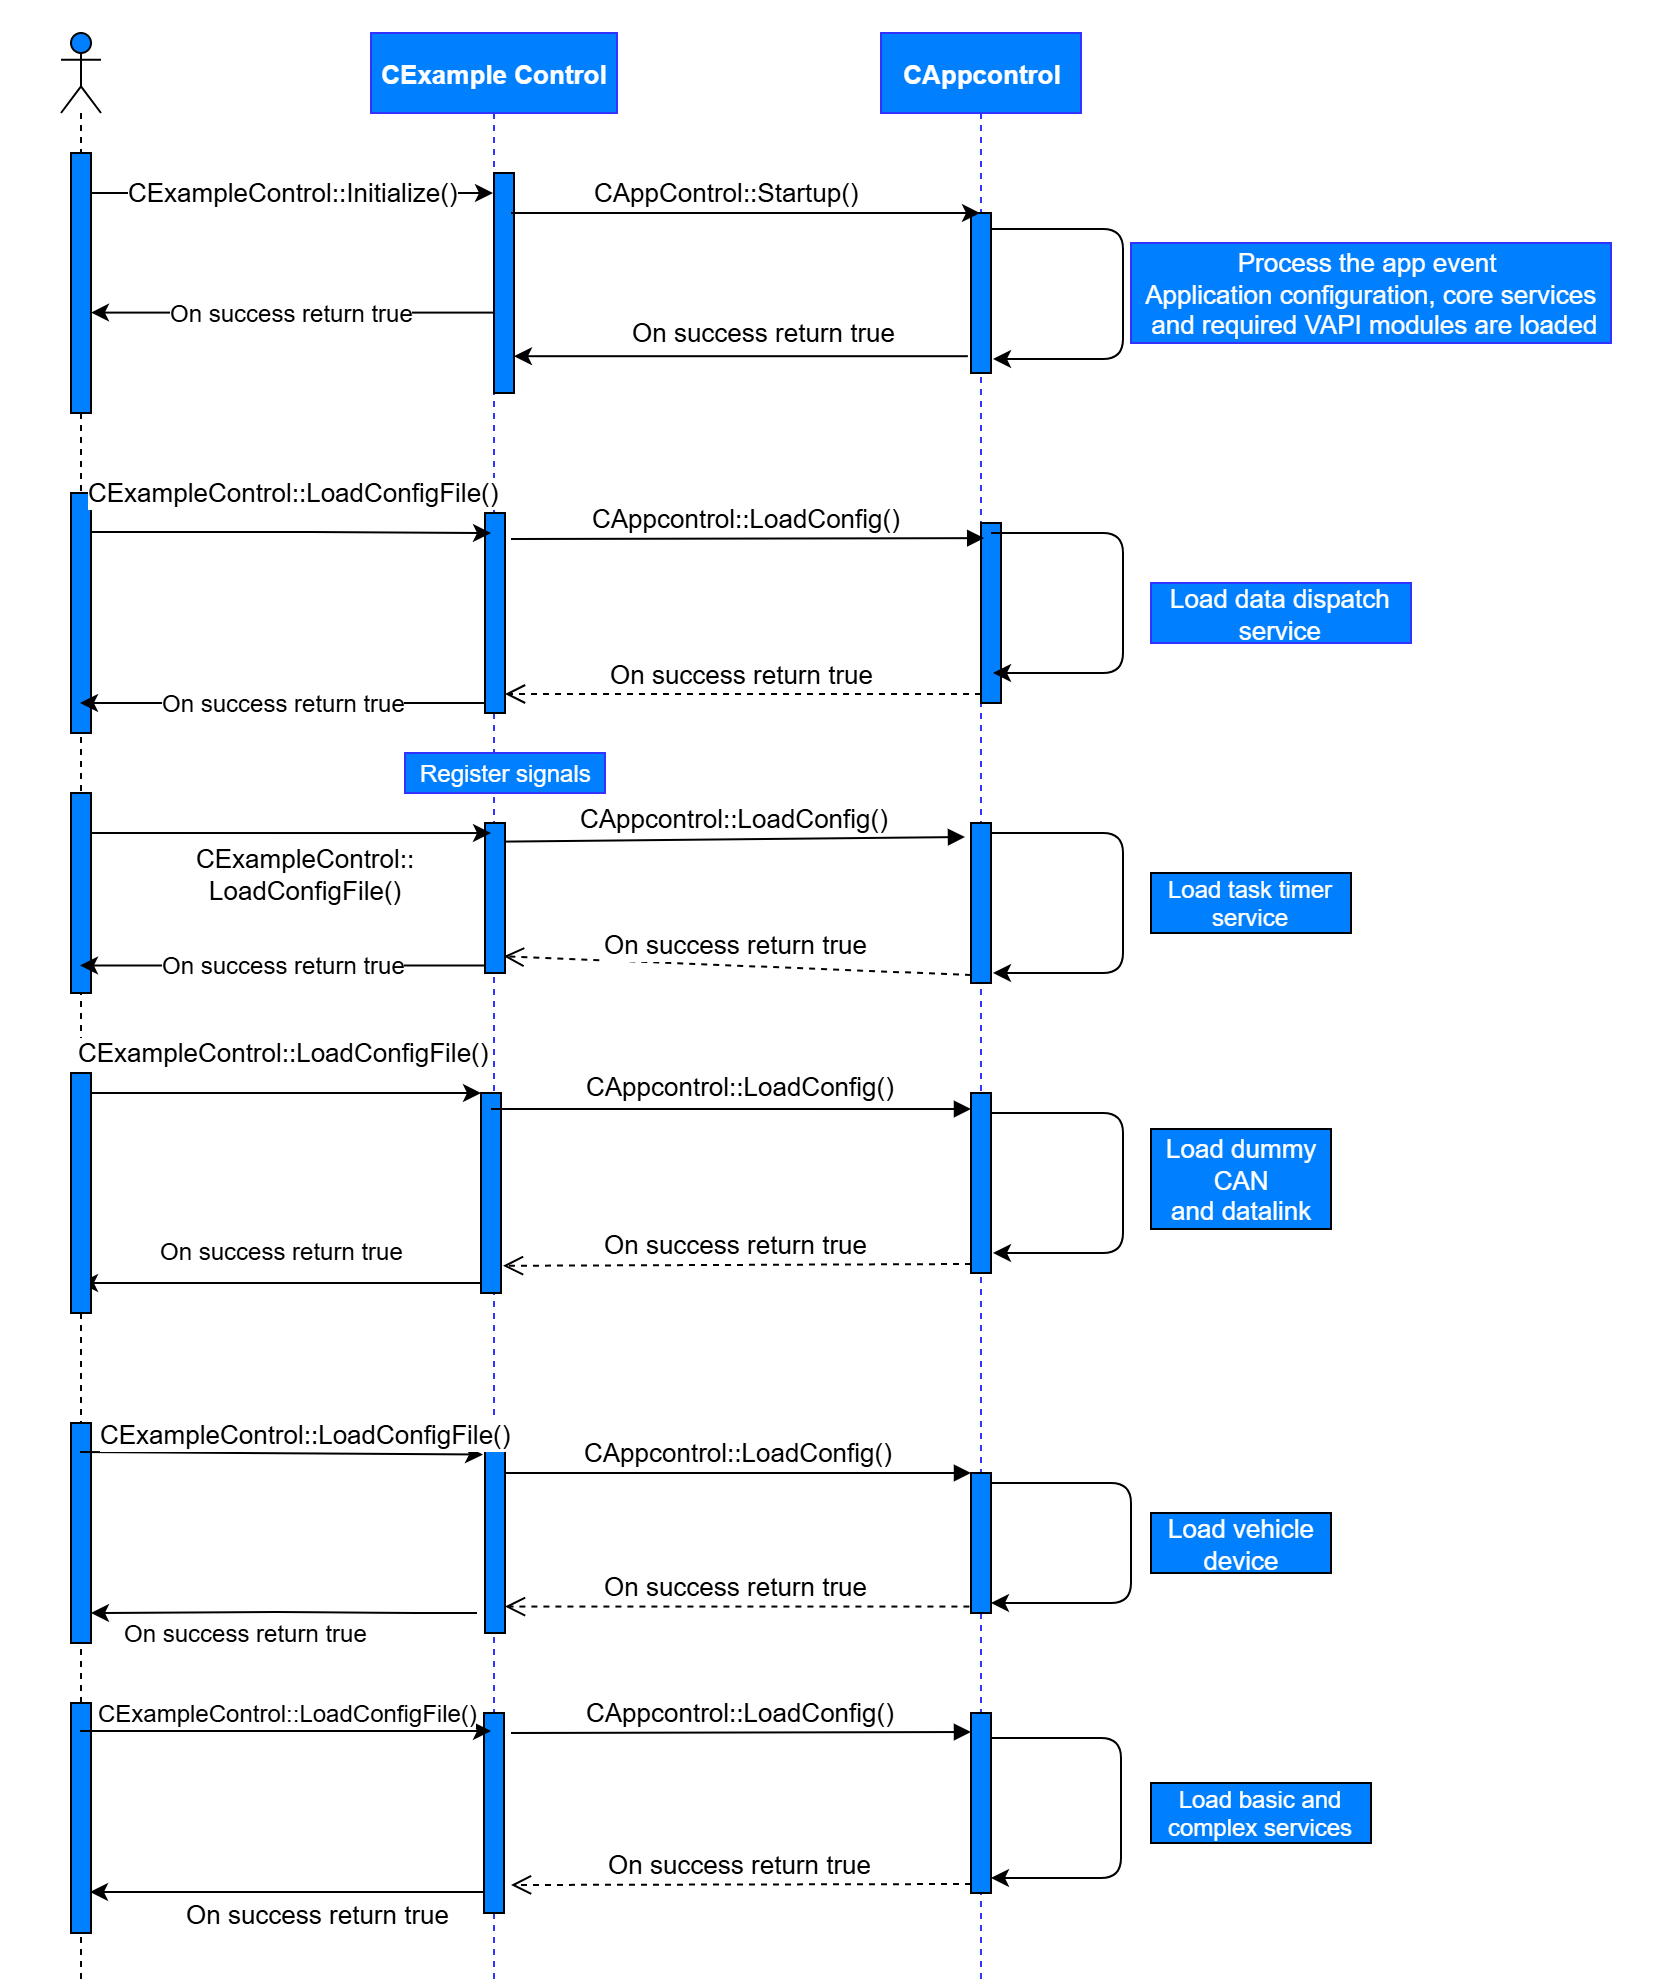 CExample Control
CAppcontrol
CExampleControl::Initialize()
CAppControl::Startup()
Process the app event
Application configuration, core services
and required VAPI modules are loaded
On success return true
On success return true
CExampleControl::LoadConfigFile()
CAppcontrol::LoadConfig()
Load data dispatch
service
On success return true
On success return true
Register signals
CAppcontrol::LoadConfig()
CExampleControl::
LoadConfigFile()
Load task timer
service
On success return true
On success return true
CExampleControl::LoadConfigFile()
CAppcontrol::LoadConfig()
Load dummy
CAN
and datalink
On success return true
On success return true
CExampleControl::LoadConfigFile()
CAppcontrol::LoadConfig()
Load vehicle
device
On success return true
On success return true
CExampleControl::LoadConfigFile()
CAppcontrol::LoadConfig()
Load basic and
complex services
On success return true
On success return true